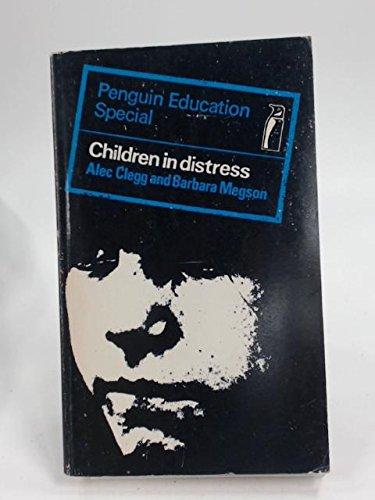 Penguin Education
Special
Children in distress
Alec Clegg and Barbara Megson